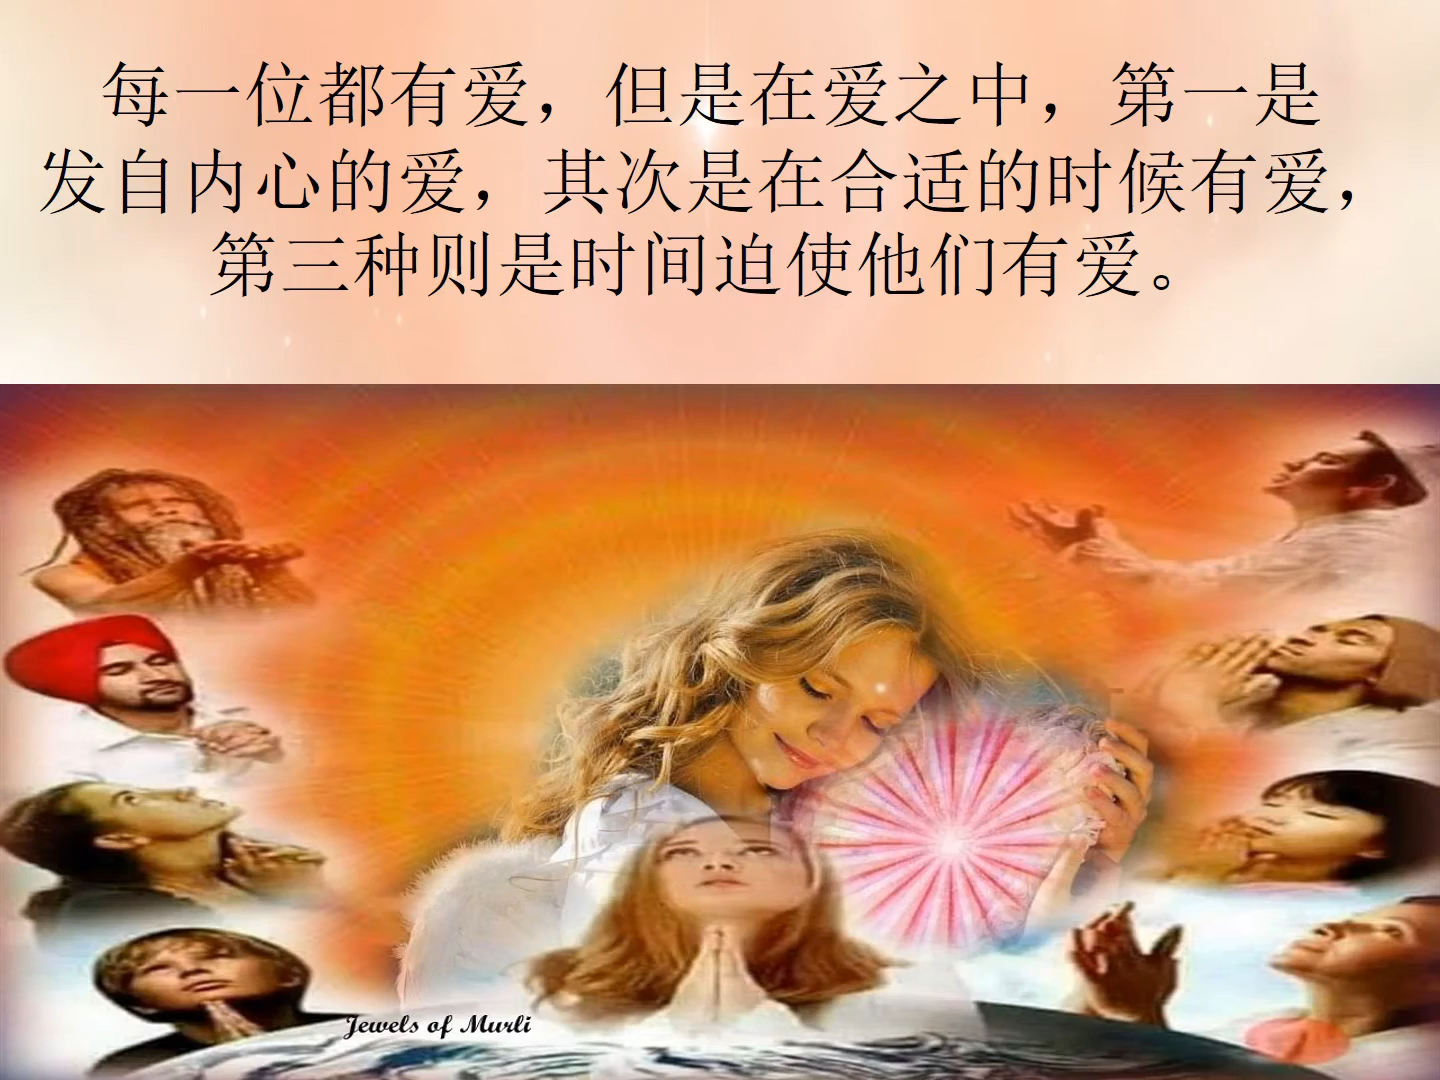 每一位都有爱，但是在爱之中，第一是
发自内心的爱，其次是在合适的时候有爱，
第三种则是时间迫使他们有爱。
Jewels of Murli